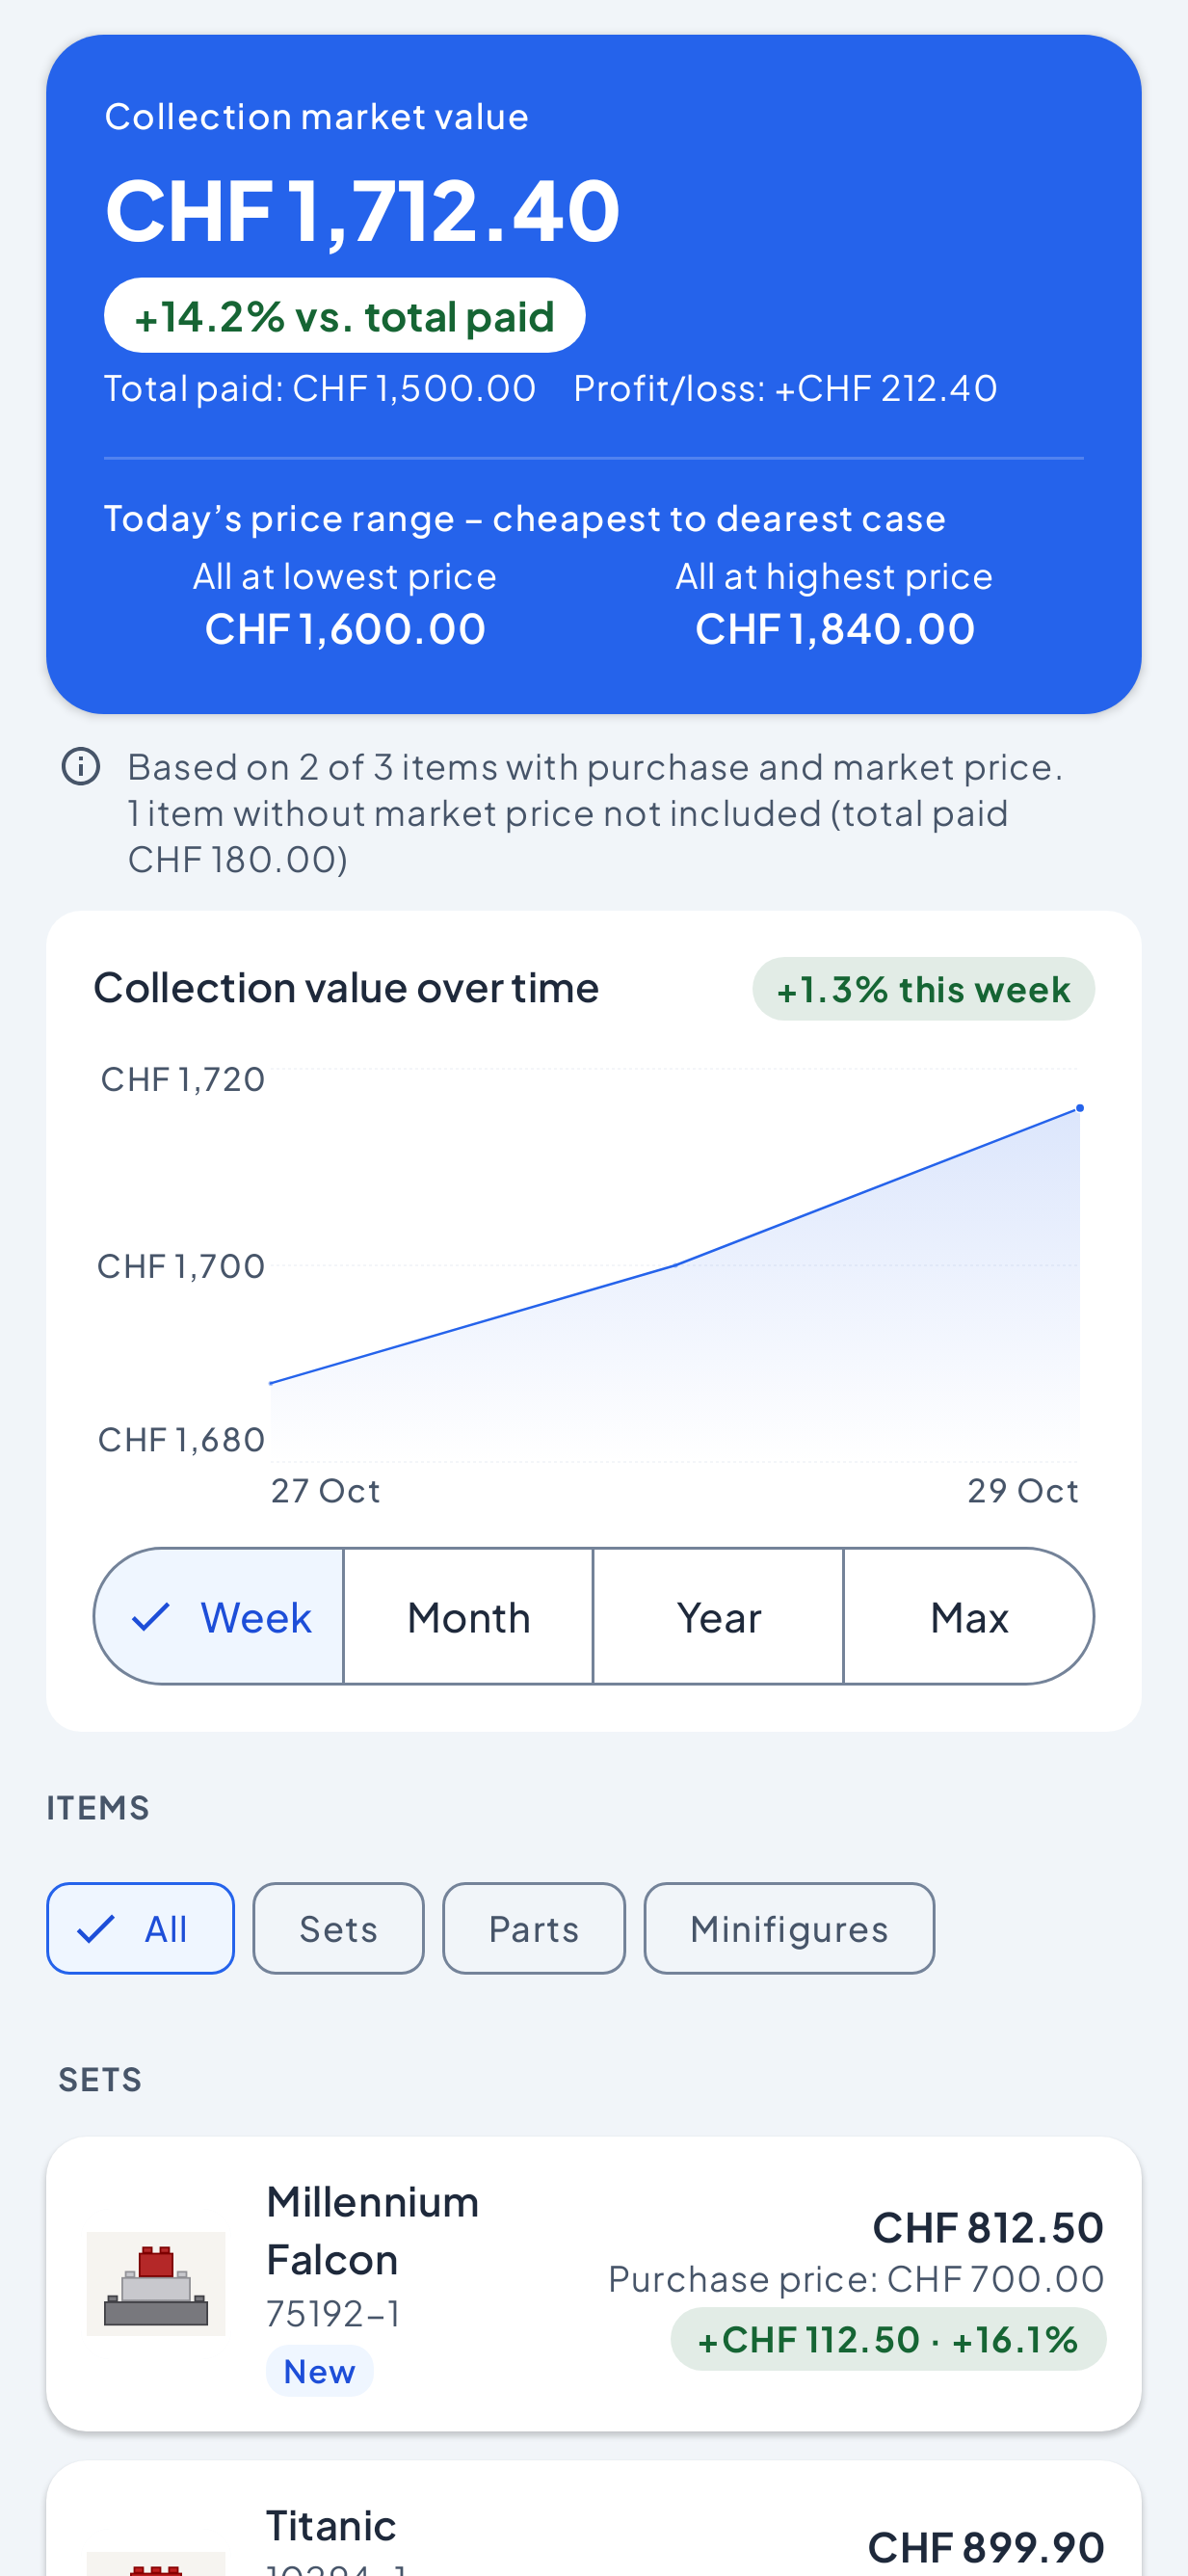 Collection market value
CHF 1,712.40
+14.2% vs. total paid
Total paid: CHF 1,500.00 Profit/loss: +CHF 212.40
Today’s price range – cheapest to dearest case
All at lowest price All at highest price
CHF 1,600.00 CHF 1,840.00
Based on 2 of 3 items with purchase and market price.
1 item without market price not included (total paid
CHF 180.00)
Collection value over time +1.3% this week
CHF 1,720
CHF 1,700
CHF 1,680
27 Oct 29 Oct
Week Month Year Max
ITEMS
All Sets Parts Minifigures
SETS
Millennium
Falcon
75192-1
New
CHF 812.50
Purchase price: CHF 700.00
+CHF 112.50 · +16.1%
Titanic
CHF 899.90